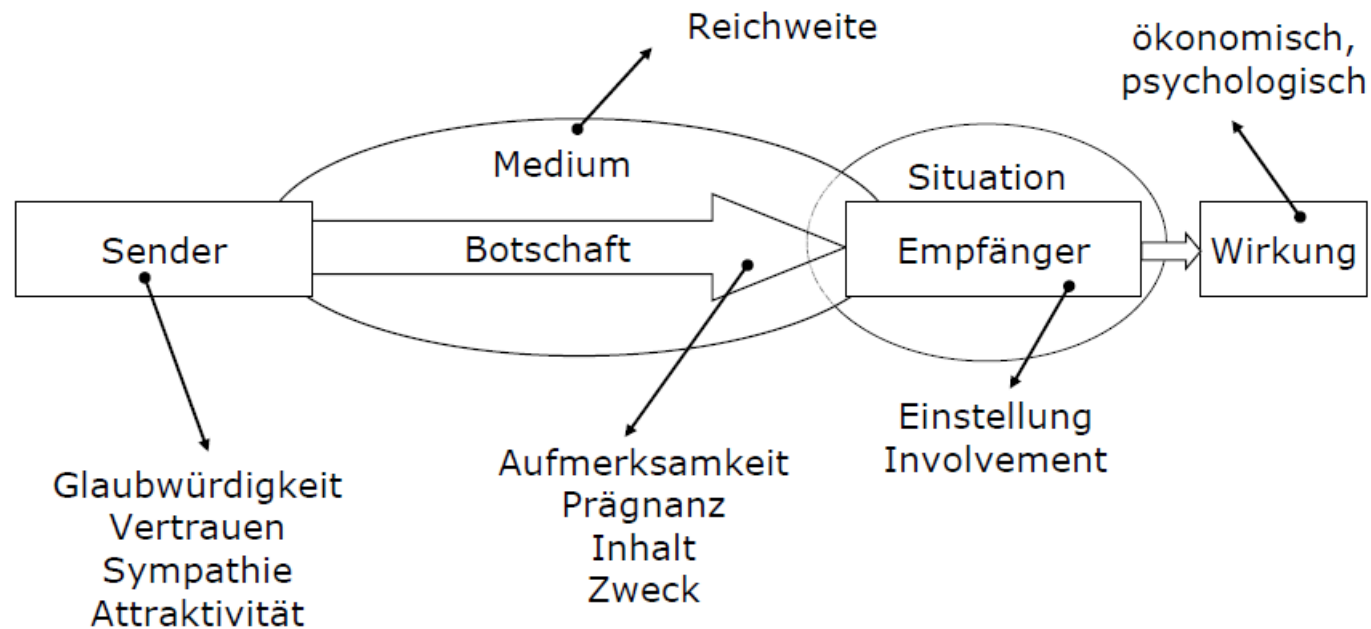 Reichweite
ökonomisch,
psychologisch
Medium
Situation
Sender
Botschaft
Empfänger
Wirkung
Glaubwürdigkeit
Vertrauen
Sympathie
Attraktivität
Aufmerksamkeit
Prägnanz
Inhalt
Zweck
Einstellung
Involvement